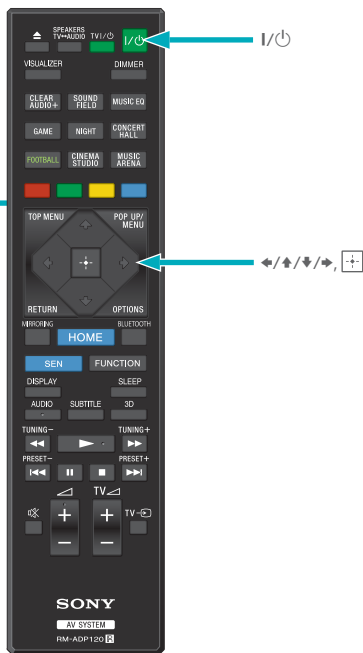 SPEAKERS
TV↔AUDIO
TV I/⏻
I/⏻
I/⏻
VISUALIZER
DIMMER
CLEAR
AUDIO+
SOUND
FIELD
MUSIC EQ
GAME
NIGHT
CONCERT
HALL
FOOTBALL
CINEMA
STUDIO
MUSIC
ARENA
TOP MENU
POP UP/
MENU
←/↑/↓/→,
RETURN
OPTIONS
MIRRORING
HOME
BLUETOOTH
SEN
FUNCTION
DISPLAY
SLEEP
AUDIO
SUBTITLE
3D
TUNING–
TUNING+
PRESET–
PRESET+
TV
+
+
TV
–
–
SONY
AV SYSTEM
RM-ADP120 R